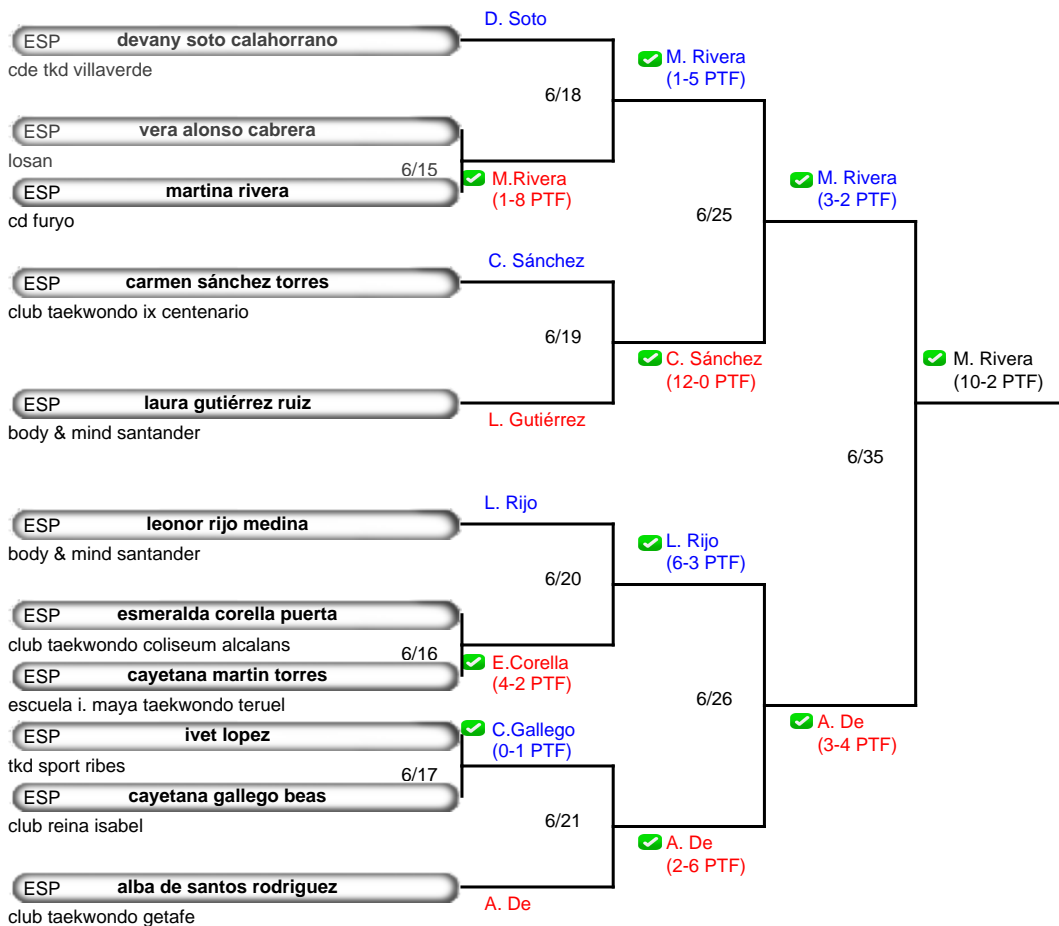 D. Soto
ESP devany soto calahorrano
cde tkd villaverde
M. Rivera
(1-5 PTF)
6/18
ESP vera alonso cabrera
losan
6/15
ESP martina rivera
cd furyo
M.Rivera
(1-8 PTF)
M. Rivera
(3-2 PTF)
6/25
C. Sánchez
ESP carmen sánchez torres
club taekwondo ix centenario
6/19
C. Sánchez
(12-0 PTF)
M. Rivera
(10-2 PTF)
ESP laura gutiérrez ruiz
L. Gutiérrez
body & mind santander
6/35
L. Rijo
ESP leonor rijo medina
body & mind santander
L. Rijo
(6-3 PTF)
6/20
ESP esmeralda corella puerta
club taekwondo coliseum alcalans
6/16
ESP cayetana martin torres
escuela i. maya taekwondo teruel
E.Corella
(4-2 PTF)
6/26
A. De
(3-4 PTF)
ESP ivet lopez
C.Gallego
(0-1 PTF)
tkd sport ribes
6/17
ESP cayetana gallego beas
club reina isabel
6/21
A. De
(2-6 PTF)
ESP alba de santos rodriguez
A. De
club taekwondo getafe